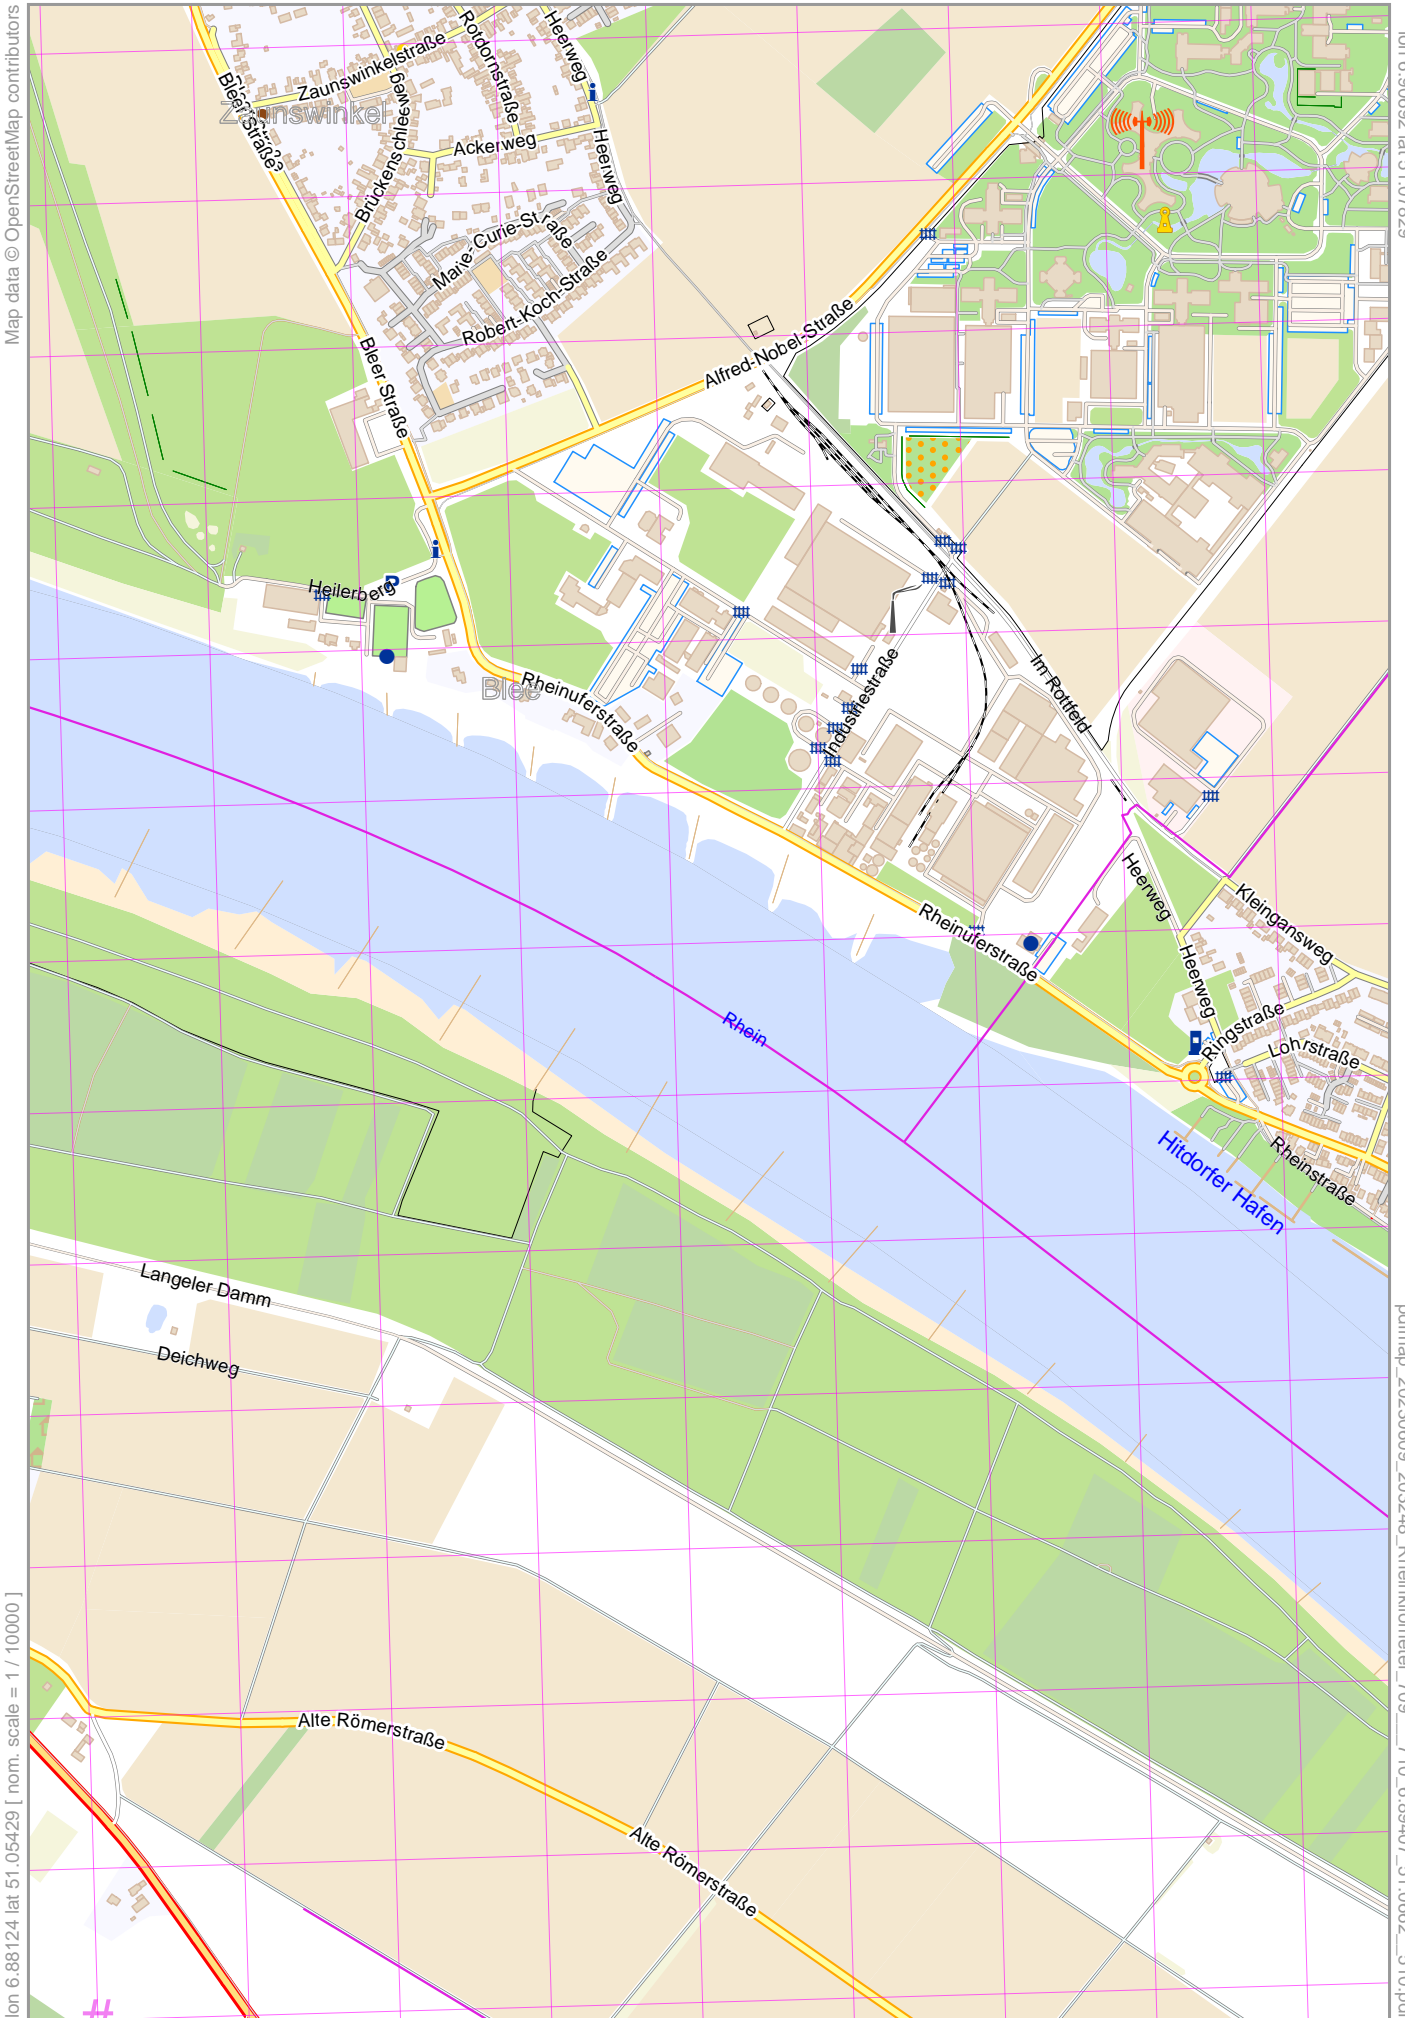 Map data © OpenStreetMap contributors
Zaunswinkelstraße
Rotdornstraße
Heerweg
Bleer Straße
Zaunswinkel
Brückenschleeweg
Ackerweg
Heerweg
Marie-Curie-Straße
Robert-Koch-Straße
Bleer Straße
Alfred-Nobel-Straße
Heilerberg
Blee
Rheinuferstraße
Industriestraße
Im Rottfeld
Heerweg
Kleingansweg
Rheinuferstraße
Heerweg
Ringstraße
Lohrstraße
Rhein
Hitdorfer Hafen
Rheinstraße
Langeler Damm
Deichweg
Alte Römerstraße
Alte Römerstraße
lon 6.88124 lat 51.05429 [ nom. scale = 1 / 10000 ]
#